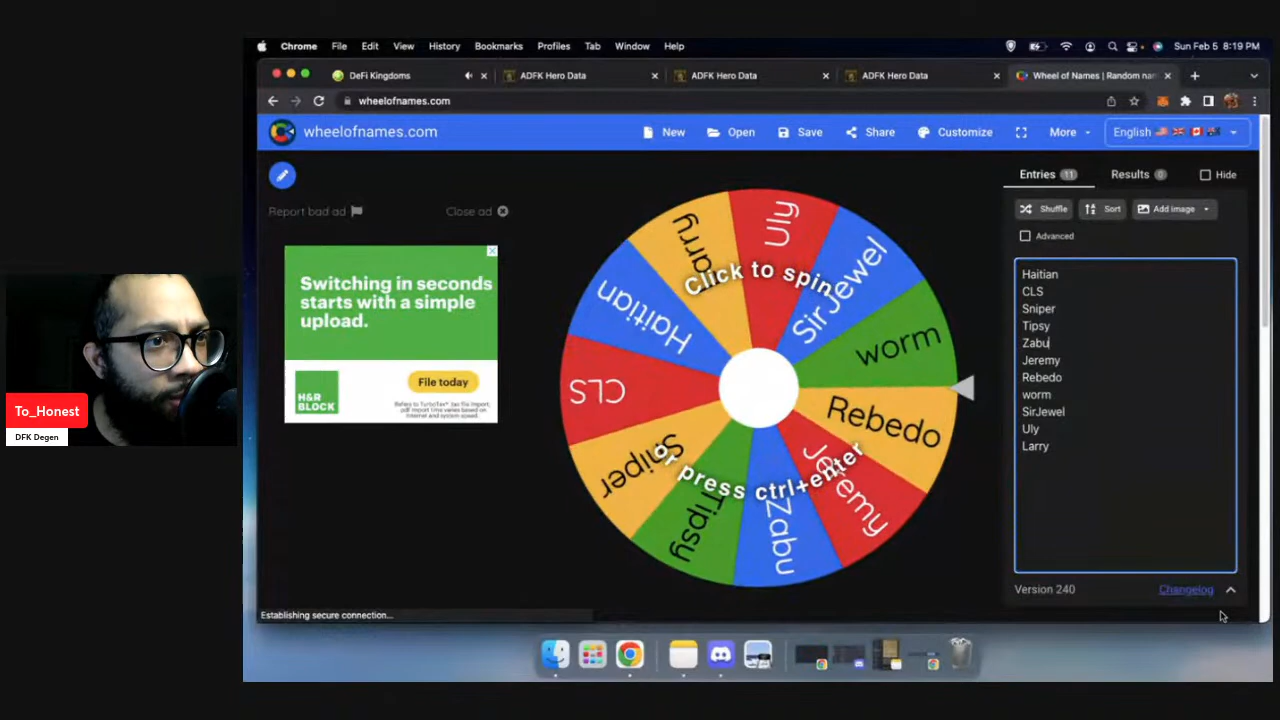 Chrome File Edit View History Bookmarks Profiles Tab Window Help
Sun Feb 5 8:19 PM
DeFi Kingdoms
ADFK Hero Data
ADFK Hero Data
ADFK Hero Data
Wheel of Names | Random nam
wheelofnames.com
wheelofnames.com
New
Open
Save
Share
Customize
More
English
Report bad ad
Close ad
Switching in seconds
starts with a simple
upload.
H&R
BLOCK
File today
Larry
Uly
SirJewel
worm
Rebedo
Jeremy
Zabu
Tipsy
Sniper
CLS
Haitian
Click to spin
or press ctrl+enter
Entries 11
Results 0
Hide
Shuffle
Sort
Add image
Advanced
Haitian
CLS
Sniper
Tipsy
Zabu
Jeremy
Rebedo
worm
SirJewel
Uly
Larry
Version 240
Changelog
Establishing secure connection...
To_Honest
DFK Degen